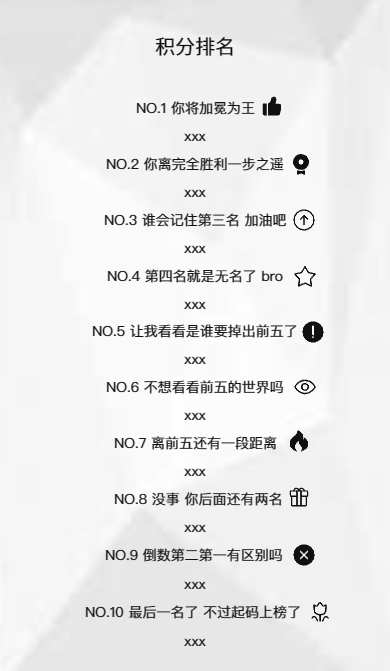 积分排名
NO.1 你将加冕为王
xxx
NO.2 你离完全胜利一步之遥
xxx
NO.3 谁会记住第三名 加油吧
xxx
NO.4 第四名就是无名了 bro
xxx
NO.5 让我看看是谁要掉出前五了
xxx
NO.6 不想看看前五的世界吗
xxx
NO.7 离前五还有一段距离
xxx
NO.8 没事 你后面还有两名
xxx
NO.9 倒数第二第一有区别吗
xxx
NO.10 最后一名了 不过起码上榜了
xxx